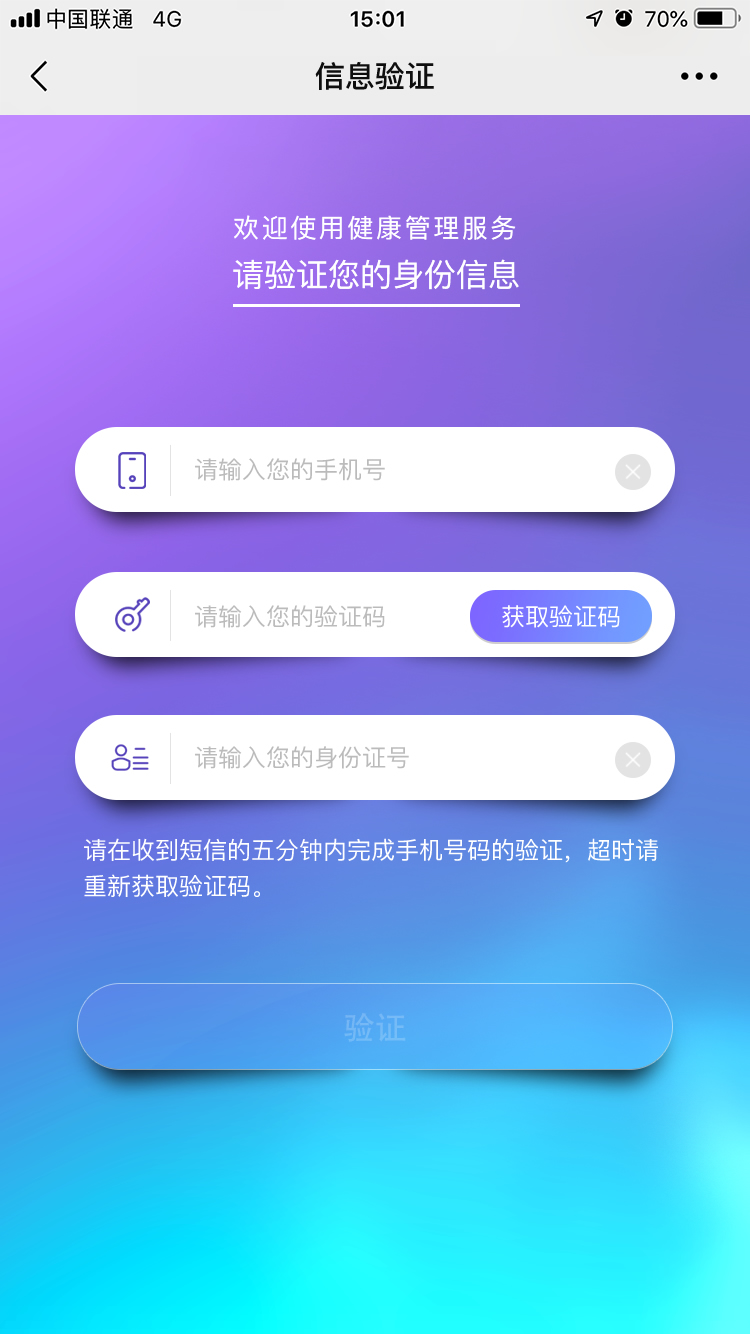 中国联通 4G 15:01 70%
信息验证
欢迎使用健康管理服务
请验证您的身份信息
请输入您的手机号
请输入您的验证码 获取验证码
请输入您的身份证号
请在收到短信的五分钟内完成手机号码的验证，超时请
重新获取验证码。
验证